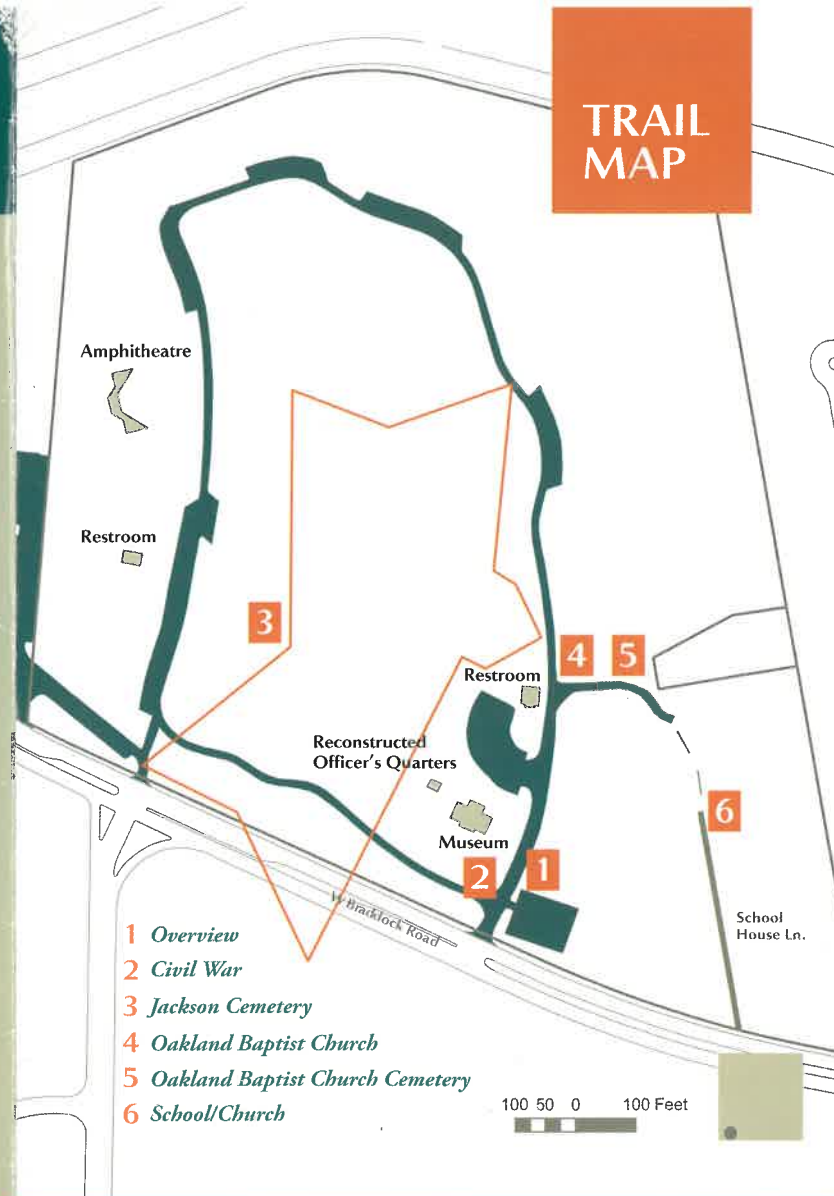 TRAIL
MAP
Amphitheatre
Restroom
3
4
5
Restroom
Reconstructed
Officer's Quarters
6
Museum
2
1
School
House Ln.
W Braddock Road
1 Overview
2 Civil War
3 Jackson Cemetery
4 Oakland Baptist Church
5 Oakland Baptist Church Cemetery
6 School/Church
100 50 0 100 Feet